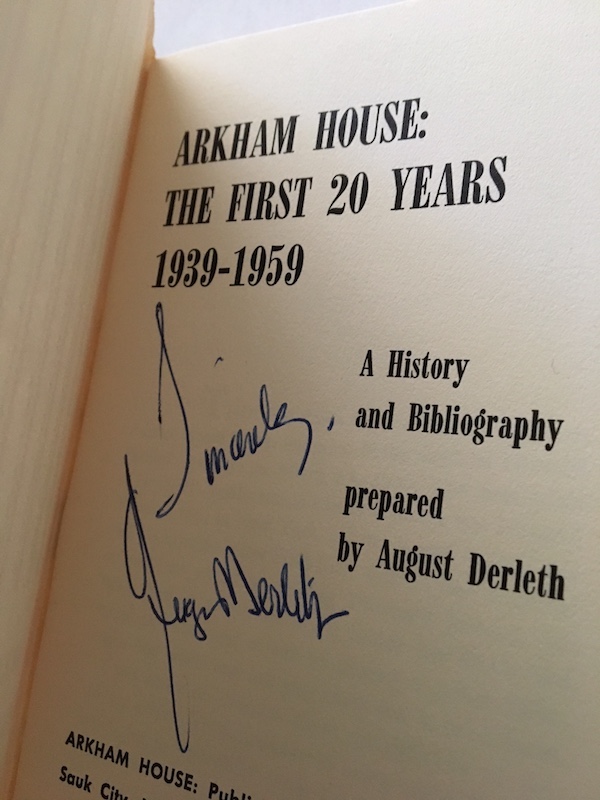 ARKHAM HOUSE:
THE FIRST 20 YEARS
1939-1959
A History
and Bibliography
prepared
by August Derleth
Sincerely,
August Derleth
ARKHAM HOUSE: Publi
Sauk City,